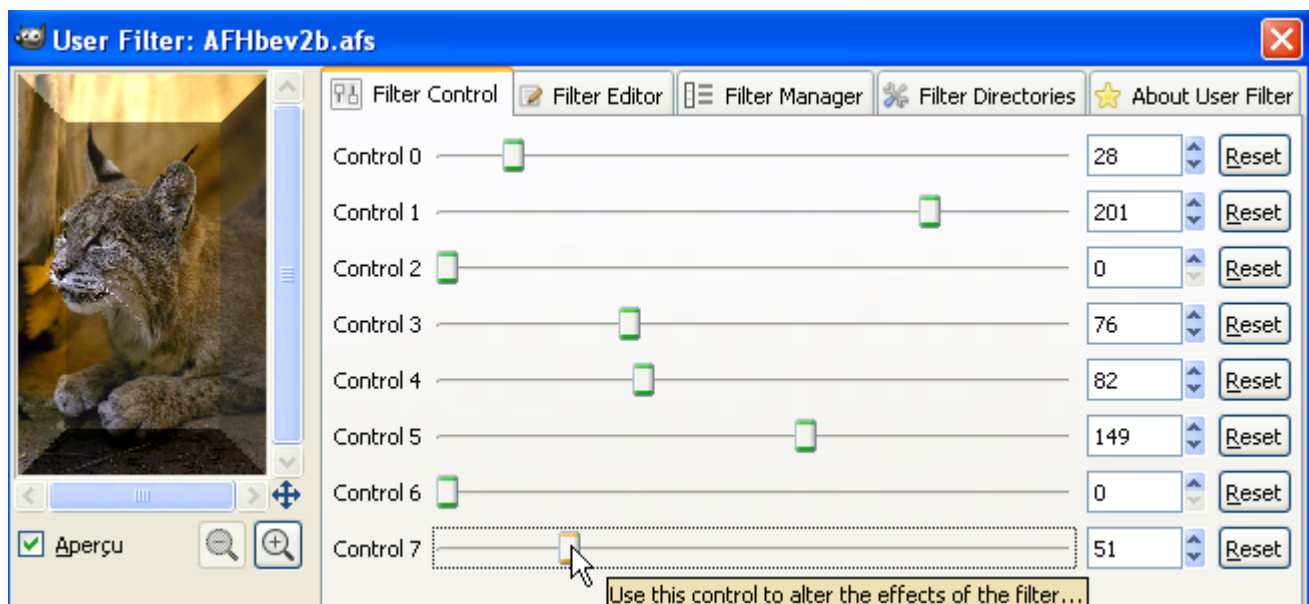 User Filter: AFHbev2b.afs
Filter Control Filter Editor Filter Manager Filter Directories About User Filter
Control 0 28 Reset
Control 1 201 Reset
Control 2 0 Reset
Control 3 76 Reset
Control 4 82 Reset
Control 5 149 Reset
Control 6 0 Reset
Aperçu Control 7 51 Reset
Use this control to alter the effects of the filter...